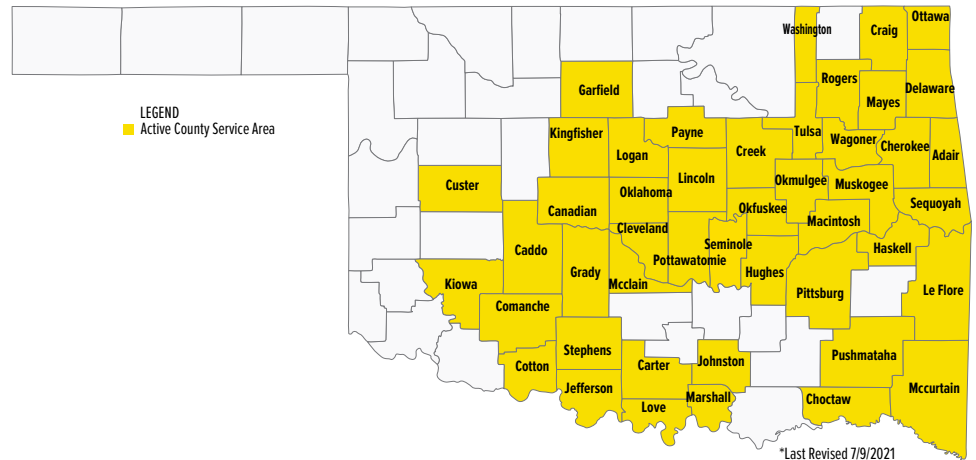 Ottawa
Washington
Craig
Rogers
Delaware
Garfield
Mayes
LEGEND
Active County Service Area
Kingfisher
Payne
Tulsa
Wagoner
Cherokee
Logan
Creek
Adair
Lincoln
Okmulgee
Muskogee
Custer
Oklahoma
Canadian
Okfuskee
Sequoyah
Macintosh
Cleveland
Seminole
Caddo
Haskell
Pottawatomie
Grady
Hughes
Kiowa
Mcclain
Pittsburg
Le Flore
Comanche
Stephens
Pushmataha
Cotton
Carter
Johnston
Jefferson
Mccurtain
Marshall
Choctaw
Love
*Last Revised 7/9/2021